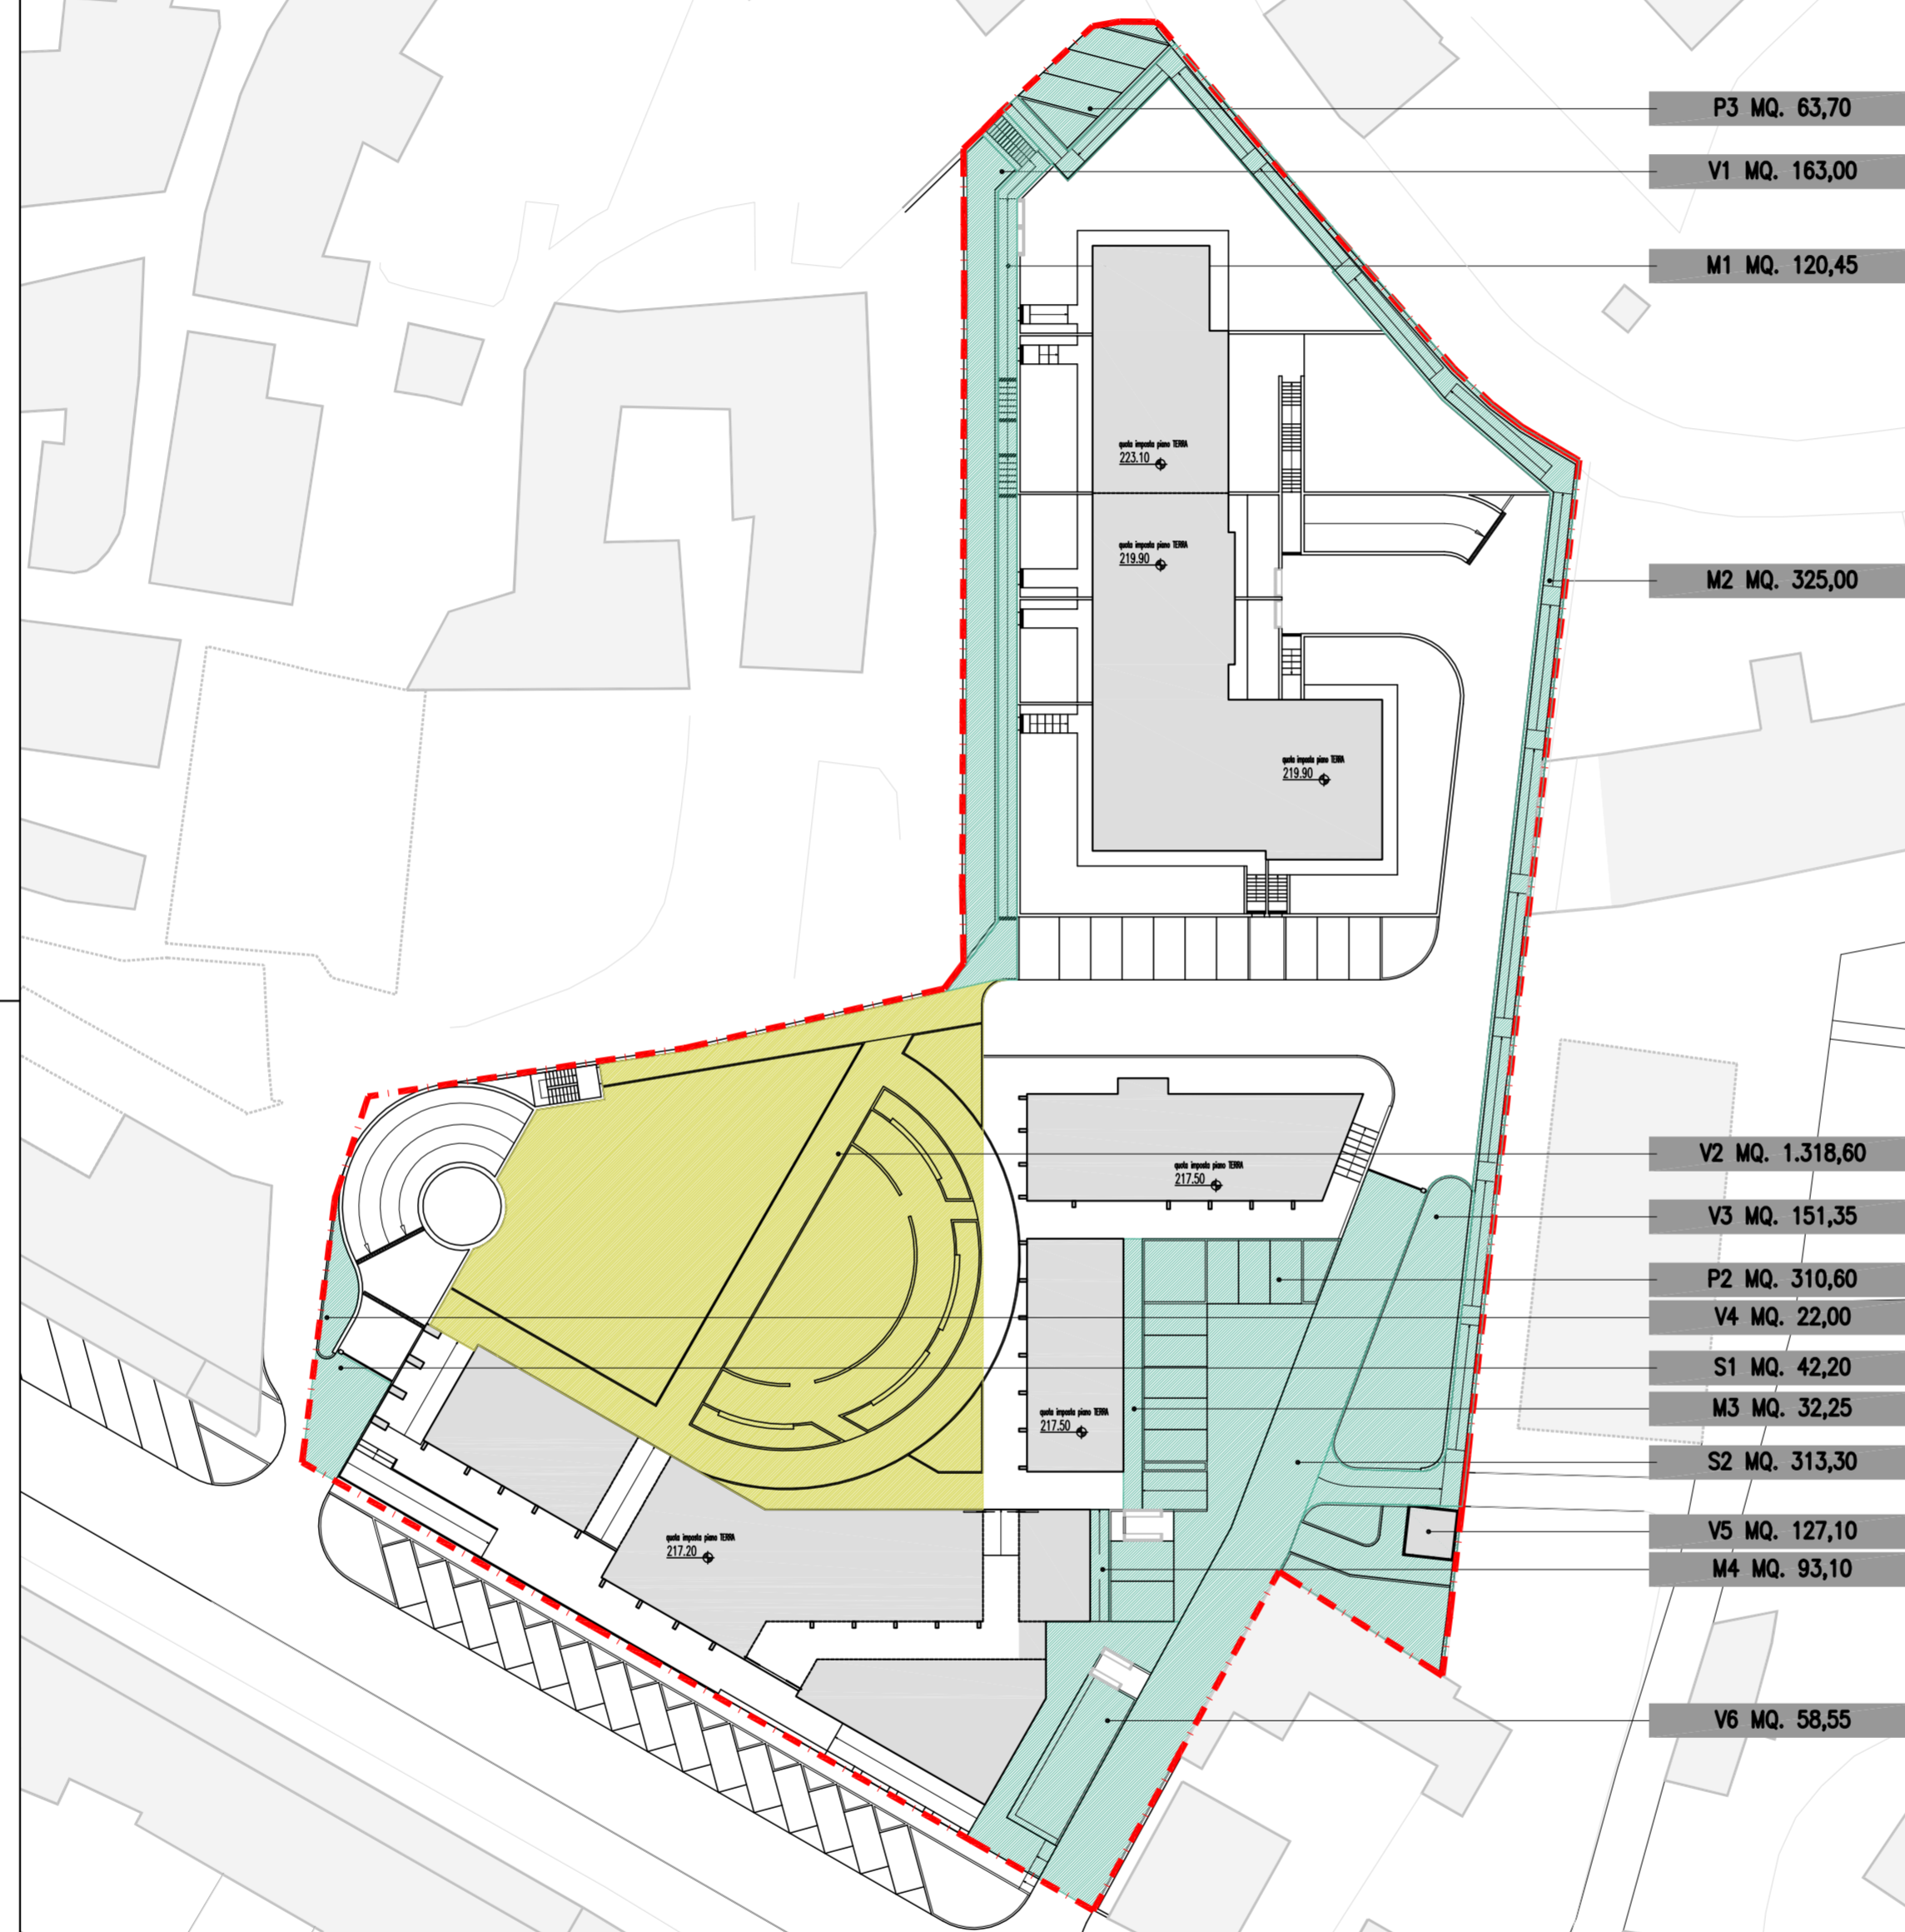 P3 MQ. 63,70
V1 MQ. 163,00
M1 MQ. 120,45
quota imposta piano TERRA
223.10
quota imposta piano TERRA
219.90
M2 MQ. 325,00
quota imposta piano TERRA
219.90
V2 MQ. 1.318,60
quota imposta piano TERRA
217.50
V3 MQ. 151,35
P2 MQ. 310,60
V4 MQ. 22,00
S1 MQ. 42,20
M3 MQ. 32,25
quota imposta piano TERRA
217.50
S2 MQ. 313,30
V5 MQ. 127,10
quota imposta piano TERRA
217.20
M4 MQ. 93,10
V6 MQ. 58,55